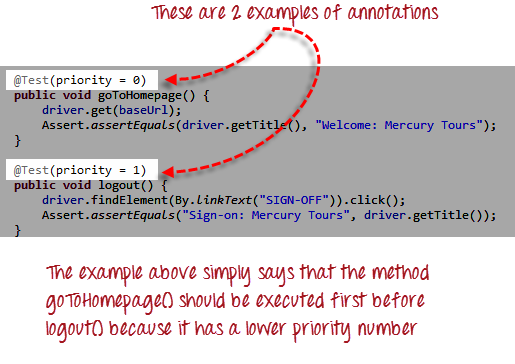 These are 2 examples of annotations
@Test(priority = 0)
public void goToHomepage() {
driver.get(baseUrl);
Assert.assertEquals(driver.getTitle(), "Welcome: Mercury Tours");
}
@Test(priority = 1)
public void logout() {
driver.findElement(By.linkText("SIGN-OFF")).click();
Assert.assertEquals("Sign-on: Mercury Tours", driver.getTitle());
}
The example above simply says that the method
goToHomepage() should be executed first before
logout() because it has a lower priority number